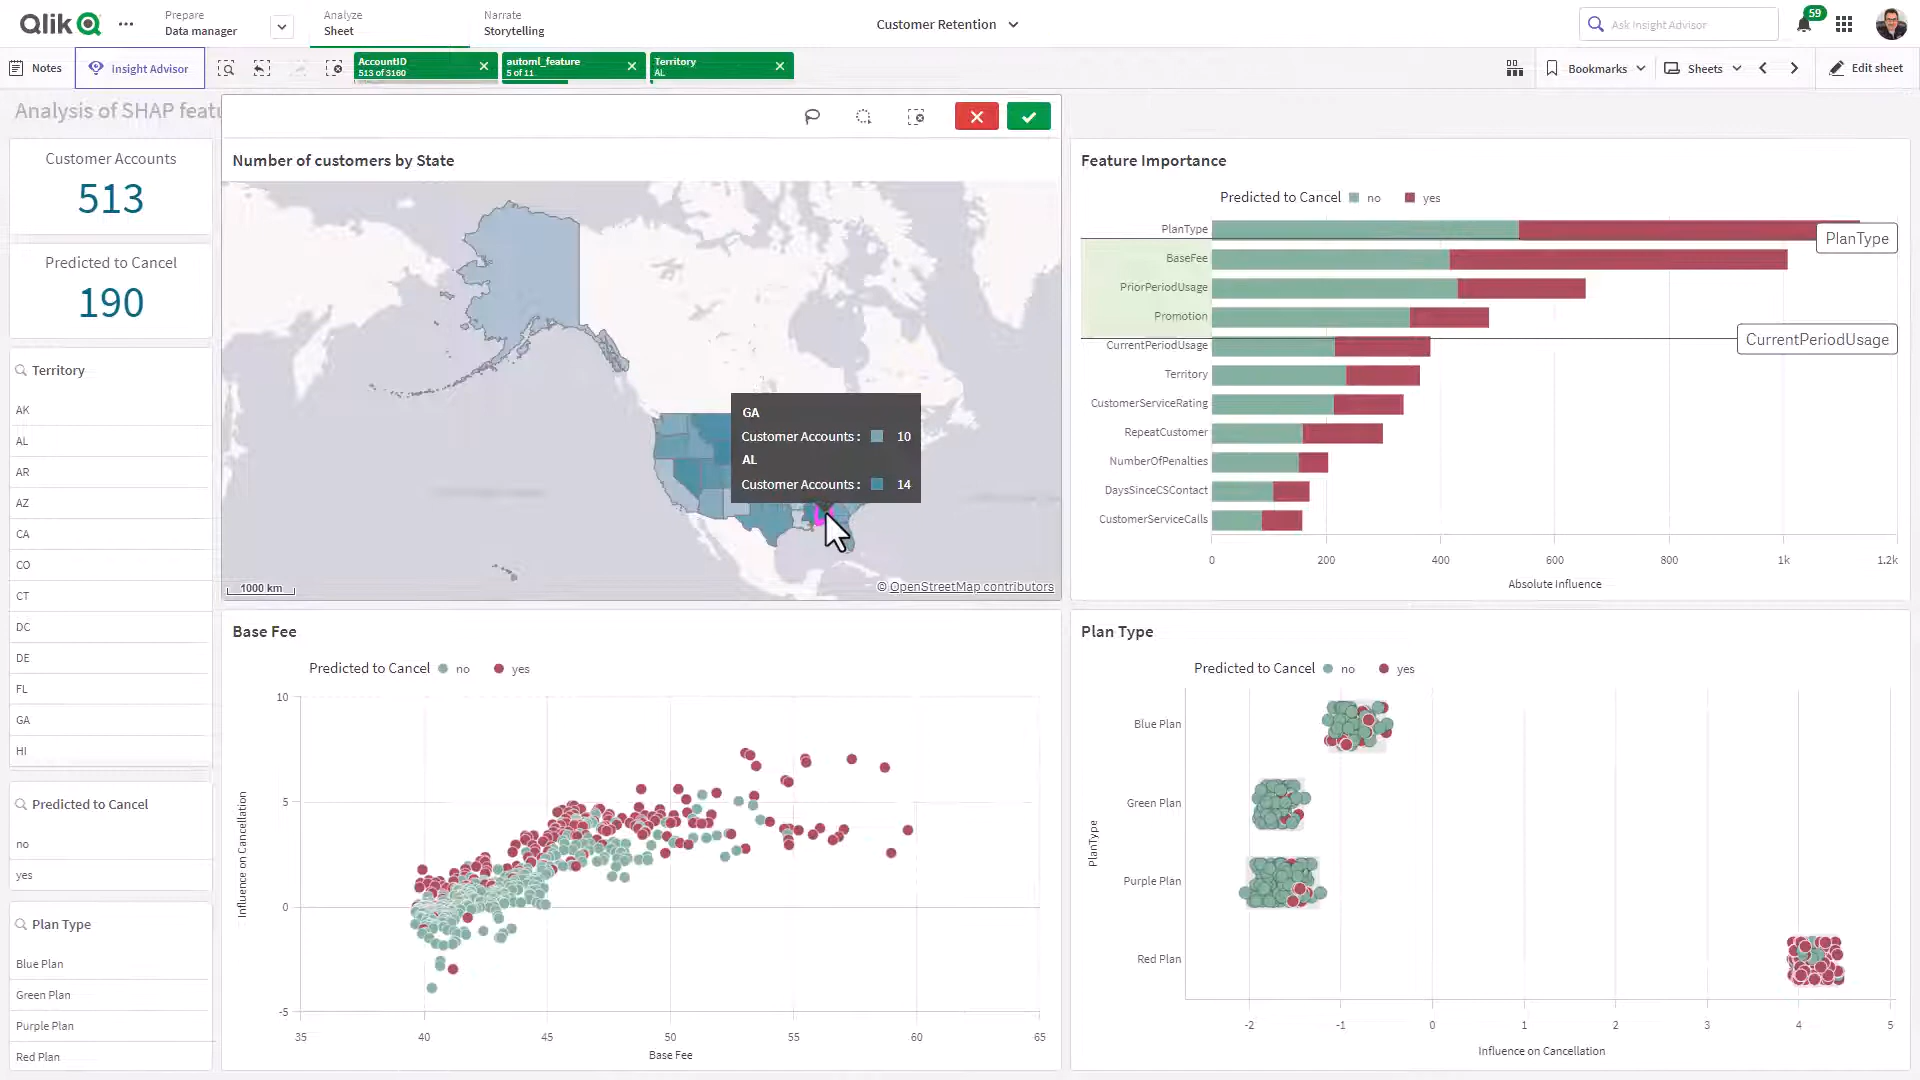 Qlik
Prepare
Data manager
Analyze
Sheet
Narrate
Storytelling
Customer Retention
Ask Insight Advisor
59
Notes
Insight Advisor
AccountID
513 of 3160
automl_feature
5 of 11
Territory
AL
Bookmarks
Sheets
Edit sheet
Analysis of SHAP featu
Customer Accounts
513
Predicted to Cancel
190
Territory
AK
AL
AR
AZ
CA
CO
CT
DC
DE
FL
GA
HI
Predicted to Cancel
no
yes
Plan Type
Blue Plan
Green Plan
Purple Plan
Red Plan
Number of customers by State
GA
Customer Accounts : 10
AL
Customer Accounts : 14
1000 km
© OpenStreetMap contributors
Feature Importance
Predicted to Cancel no yes
PlanType
BaseFee
PriorPeriodUsage
Promotion
CurrentPeriodUsage
Territory
CustomerServiceRating
RepeatCustomer
NumberOfPenalties
DaysSinceCSContact
CustomerServiceCalls
PlanType
CurrentPeriodUsage
0 200 400 600 800 1k 1.2k
Absolute Influence
Base Fee
Predicted to Cancel no yes
Influence on Cancellation
10
5
0
-5
35 40 45 50 55 60 65
Base Fee
Plan Type
Predicted to Cancel no yes
PlanType
Blue Plan
Green Plan
Purple Plan
Red Plan
-2 -1 0 1 2 3 4 5
Influence on Cancellation